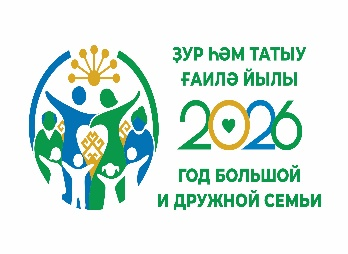 ҘУР ҺӘМ ТАТЫУ
ҒАИЛӘ ЙЫЛЫ
2026
ГОД БОЛЬШОЙ
И ДРУЖНОЙ СЕМЬИ